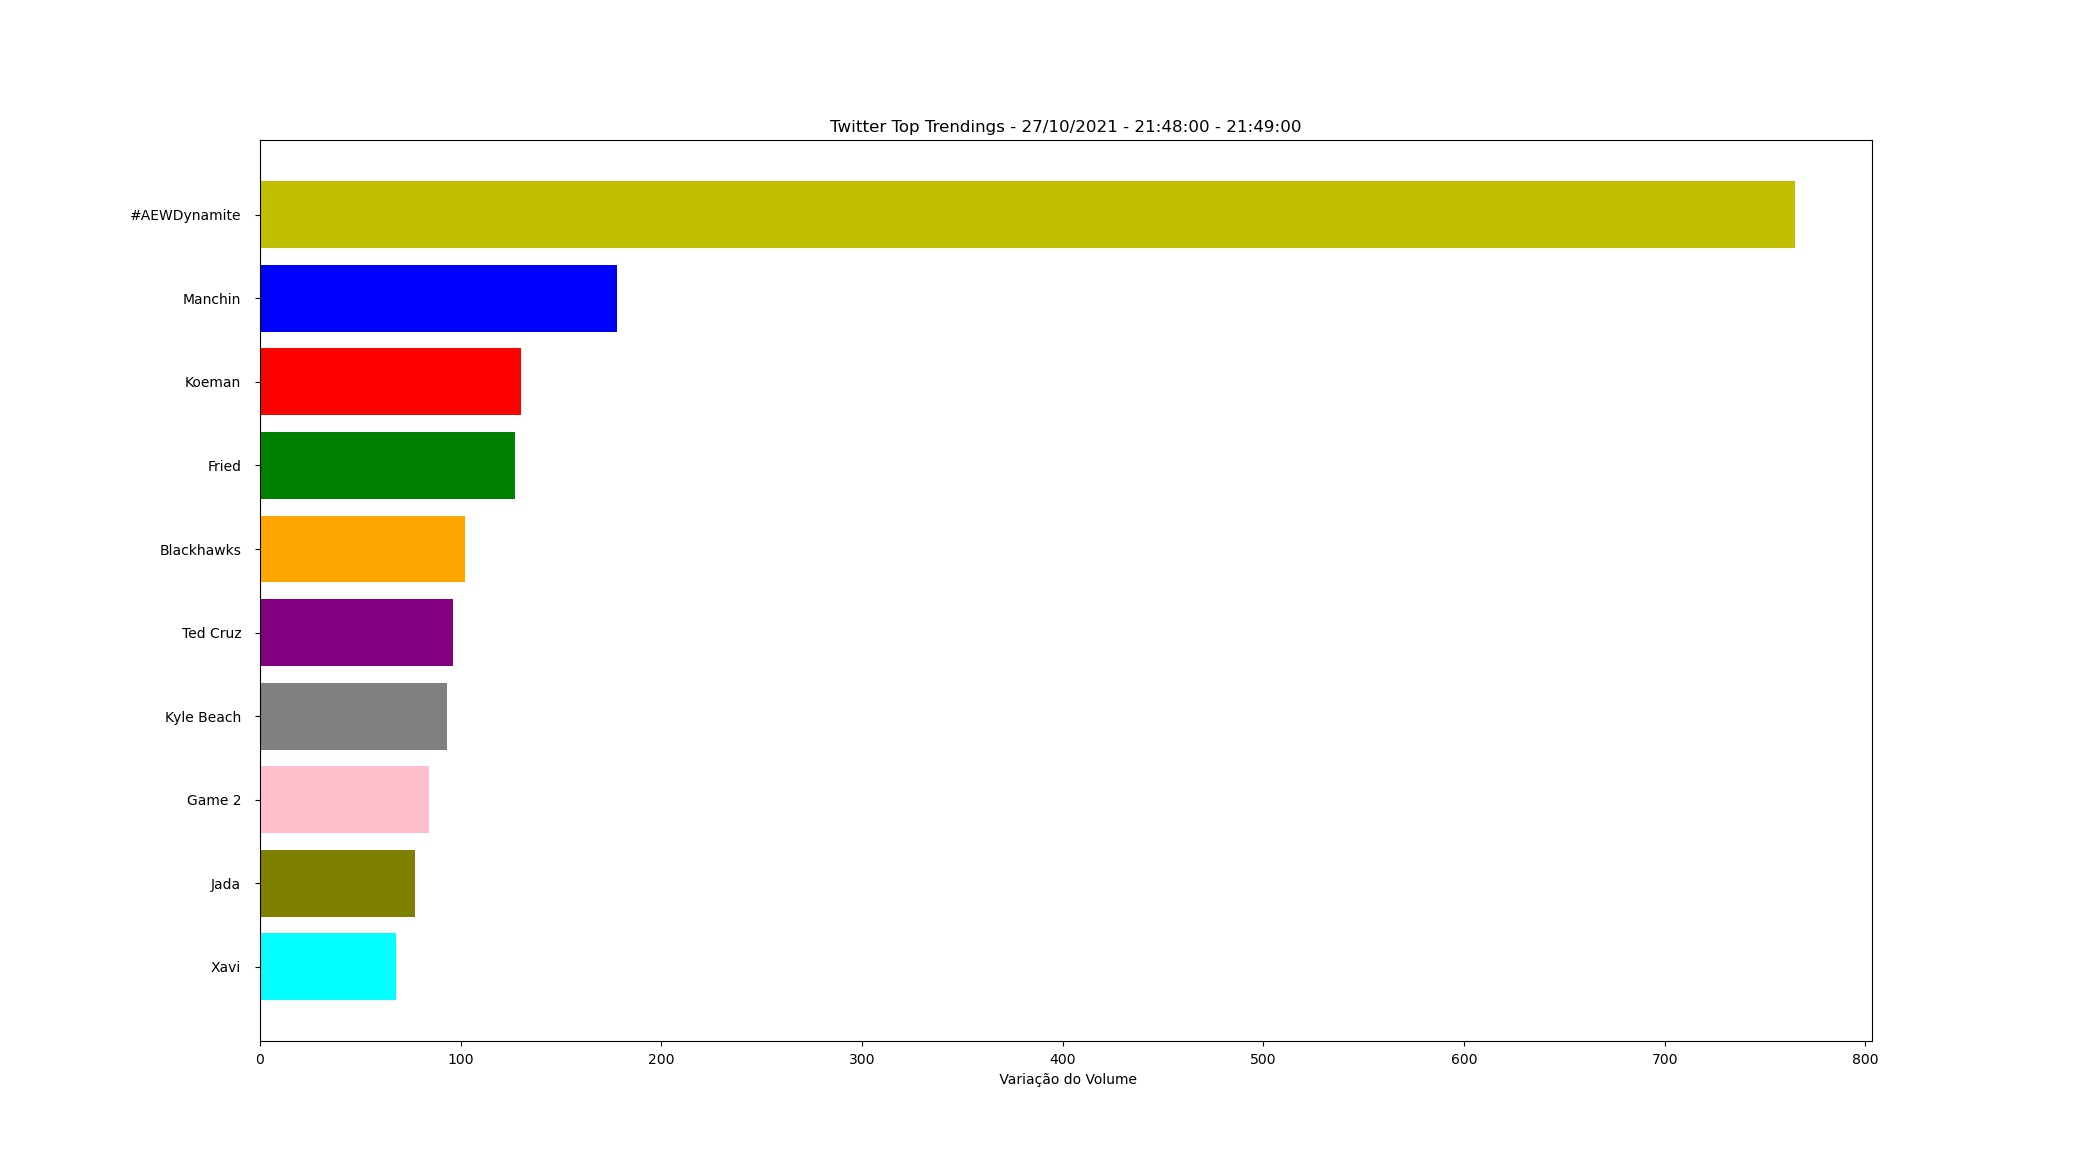 Twitter Top Trendings - 27/10/2021 - 21:48:00 - 21:49:00
#AEWDynamite
Manchin
Koeman
Fried
Blackhawks
Ted Cruz
Kyle Beach
Game 2
Jada
Xavi
0 100 200 300 400 500 600 700 800
Variação do Volume